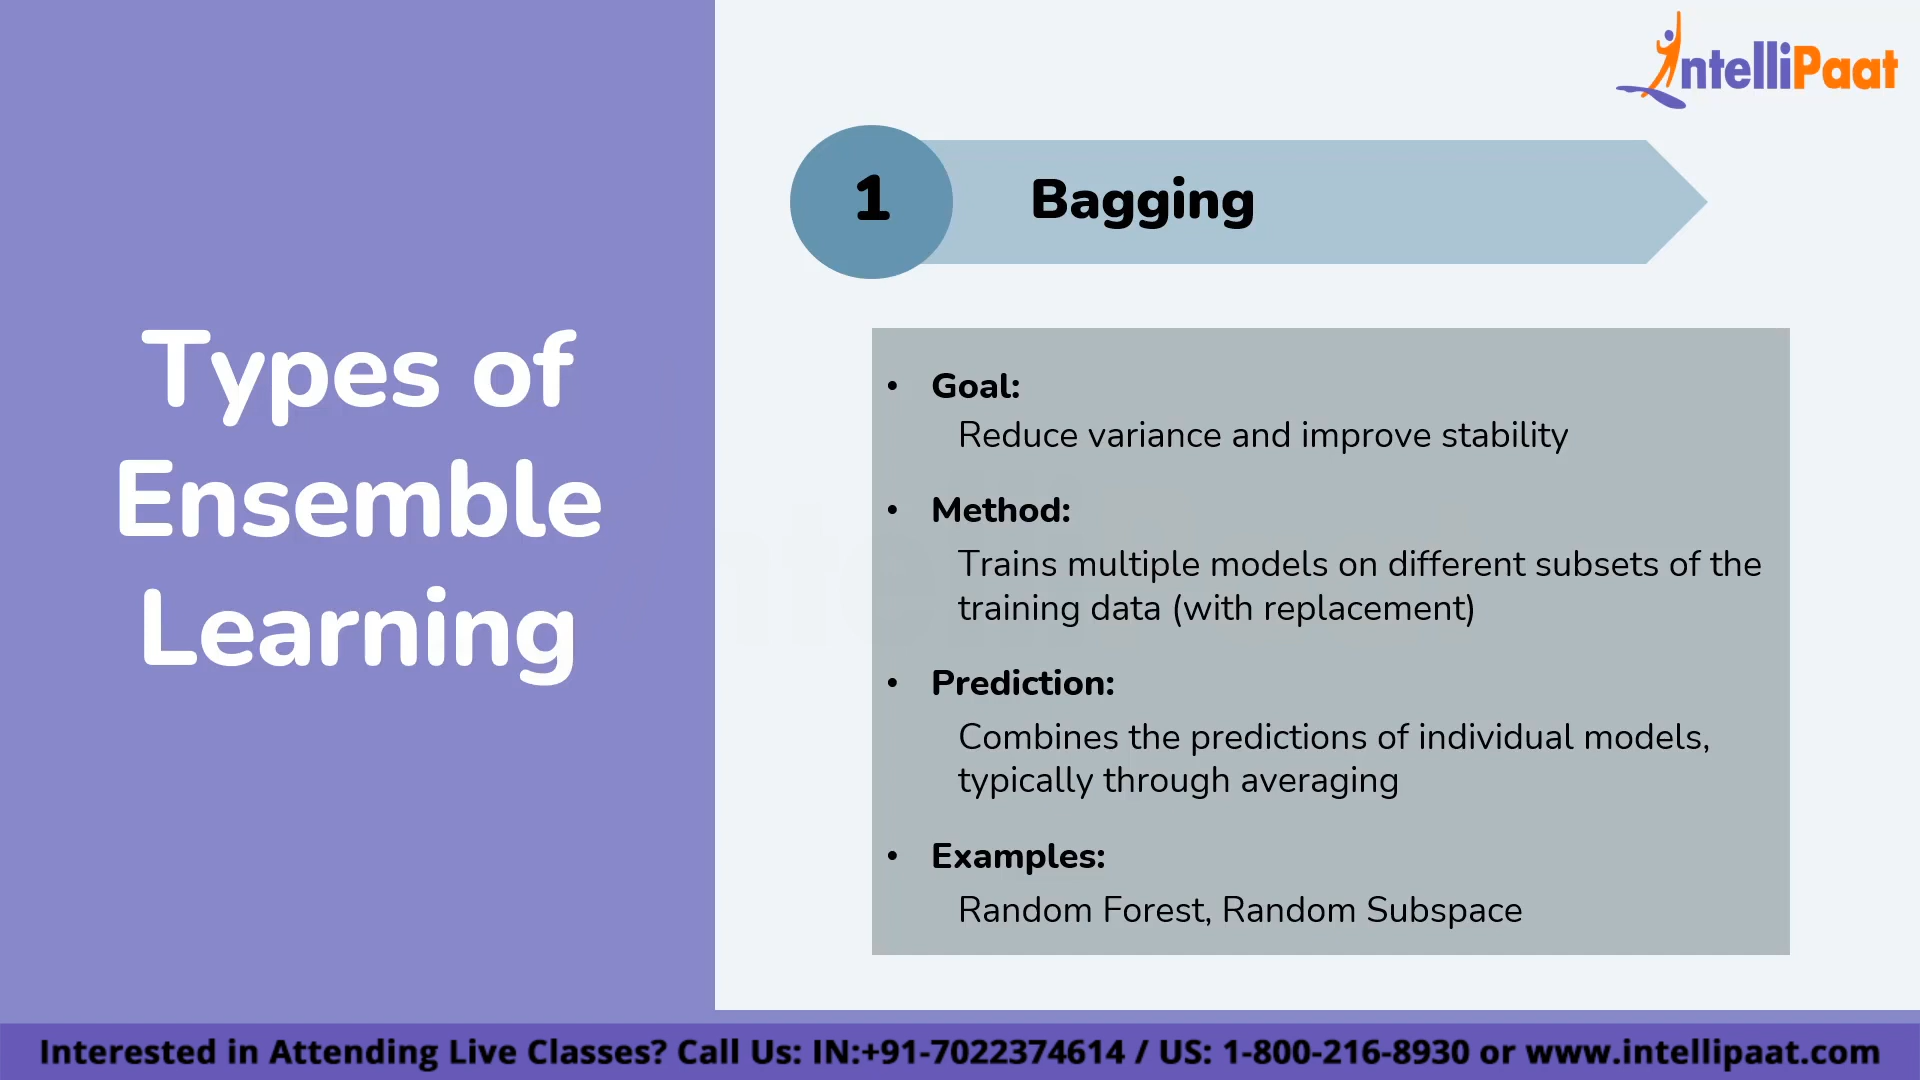 IntelliPaat
Types of
Ensemble
Learning
1
Bagging
• Goal:
Reduce variance and improve stability
• Method:
Trains multiple models on different subsets of the
training data (with replacement)
• Prediction:
Combines the predictions of individual models,
typically through averaging
• Examples:
Random Forest, Random Subspace
Interested in Attending Live Classes? Call Us: IN:+91-7022374614 / US: 1-800-216-8930 or www.intellipaat.com